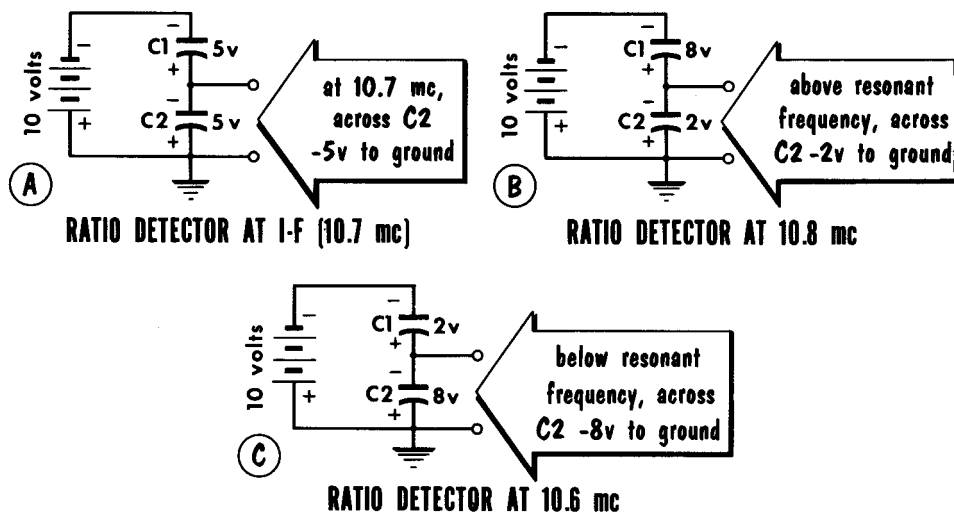 10 volts
−
+
C1
−
5v
+
C2
−
5v
+
at 10.7 mc,
across C2
-5v to ground
A
RATIO DETECTOR AT I-F (10.7 mc)
10 volts
−
+
C1
−
8v
+
C2
−
2v
+
above resonant
frequency, across
C2 -2v to ground
B
RATIO DETECTOR AT 10.8 mc
10 volts
−
+
C1
−
2v
+
C2
−
8v
+
below resonant
frequency, across
C2 -8v to ground
C
RATIO DETECTOR AT 10.6 mc